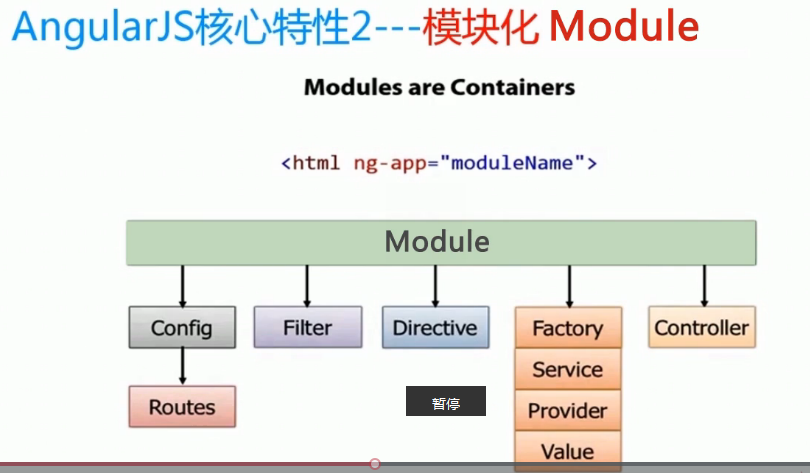 AngularJS核心特性2---模块化 Module
Modules are Containers
<html ng-app="moduleName">
Module
Config
Filter
Directive
Factory
Controller
Service
Routes
暂停
Provider
Value